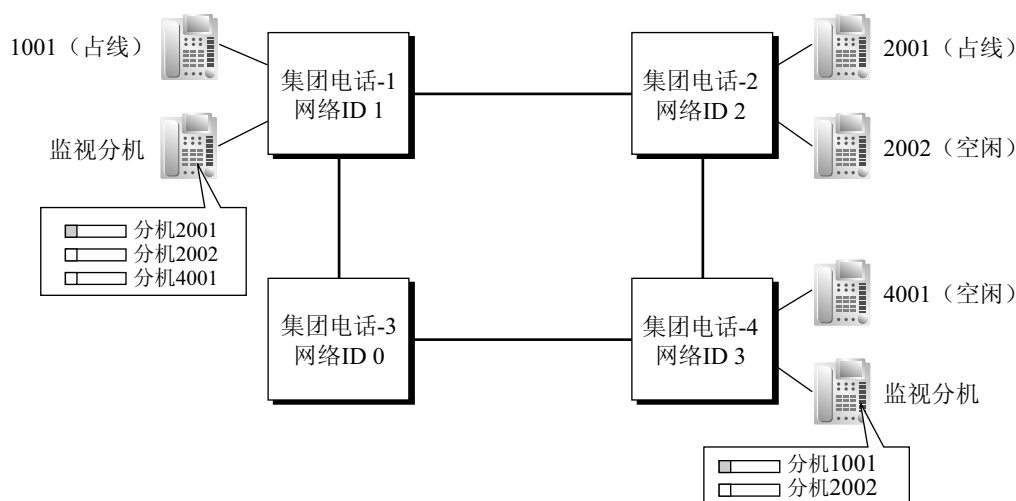 1001（占线）
2001（占线）
集团电话-1
网络ID 1
集团电话-2
网络ID 2
监视分机
2002（空闲）
分机2001
分机2002
分机4001
4001（空闲）
集团电话-3
网络ID 0
集团电话-4
网络ID 3
监视分机
分机1001
分机2002